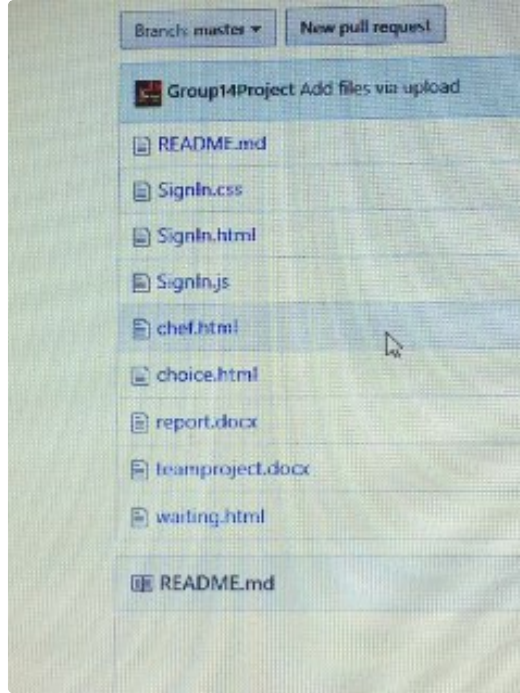 Branch: master New pull request
Group14Project Add files via upload
README.md
SignIn.css
SignIn.html
SignIn.js
chef.html
choice.html
report.docx
teamproject.docx
waiting.html
README.md